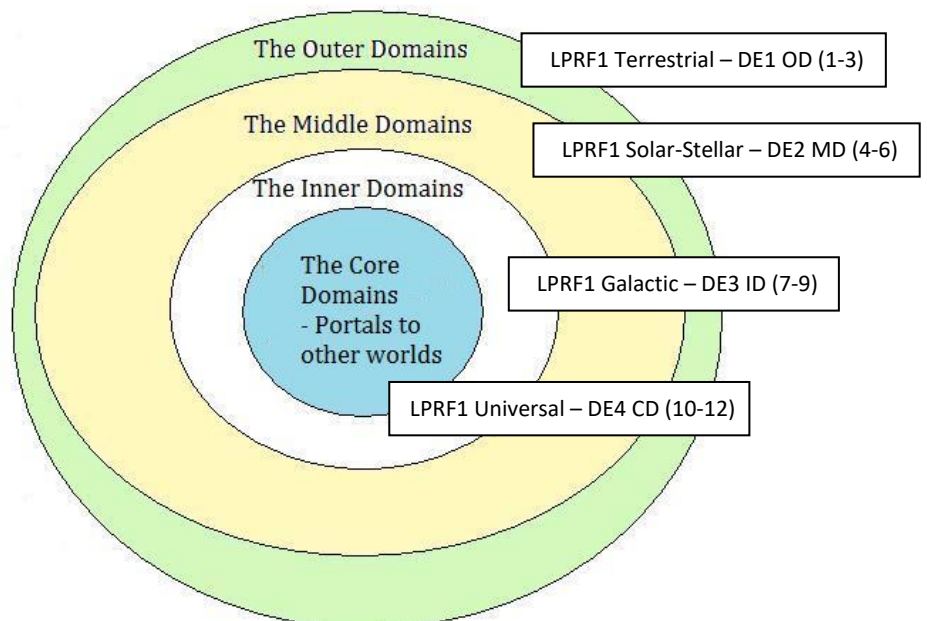 The Outer Domains
LPRF1 Terrestrial – DE1 OD (1-3)
The Middle Domains
LPRF1 Solar-Stellar – DE2 MD (4-6)
The Inner Domains
The Core
Domains
- Portals to
other worlds
LPRF1 Galactic – DE3 ID (7-9)
LPRF1 Universal – DE4 CD (10-12)